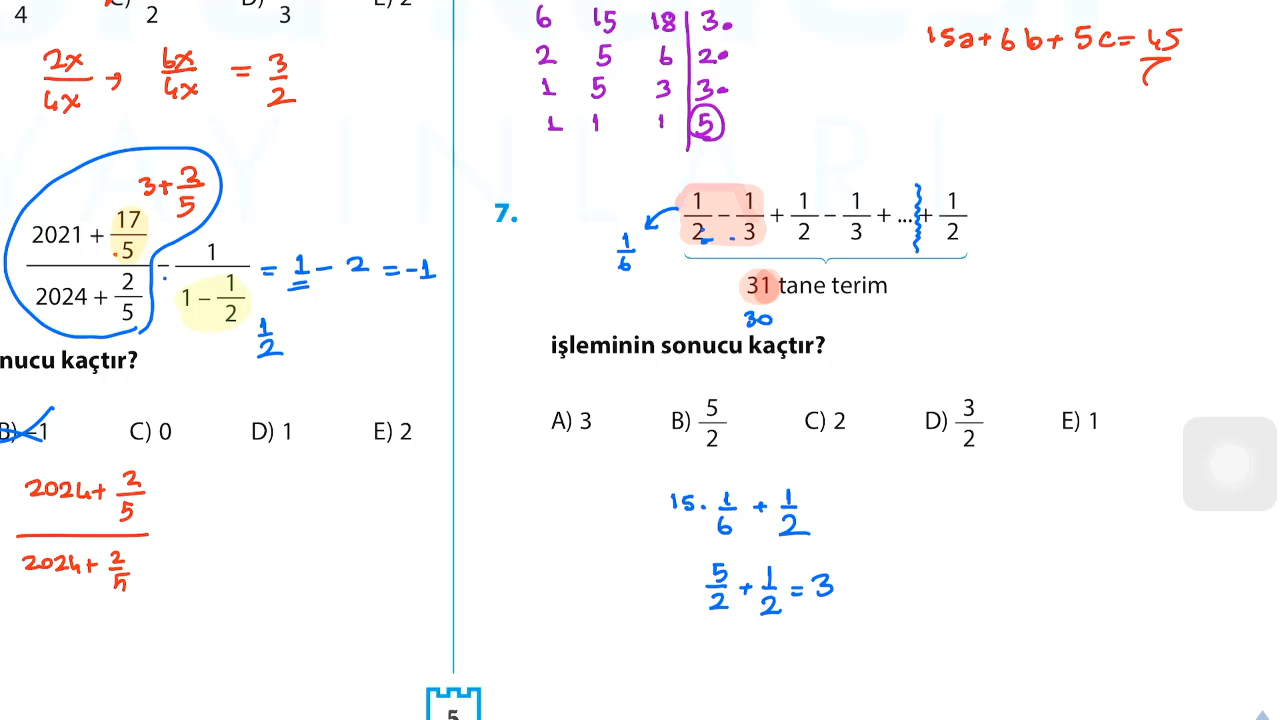 4 C) 2 D) 3 E) 2
2x/4x , 6x/4x = 3/2
3 + 2/5
(2021 + 17/5)/(2024 + 2/5) − 1/(1 − 1/2) = 1 − 2 = −1
1/2
nucu kaçtır?
B) −1 C) 0 D) 1 E) 2
2024 + 2/5
2024 + 2/5
6 15 18 | 3
2 5 6 | 2
1 5 3 | 3
1 1 1 | 5
15a + 6b + 5c = 45
7. 1/2 − 1/3 + 1/2 − 1/3 + ... + 1/2
1/6
31 tane terim
30
işleminin sonucu kaçtır?
A) 3 B) 5/2 C) 2 D) 3/2 E) 1
15 . 1/6 + 1/2
5/2 + 1/2 = 3
5
YAYINLARI